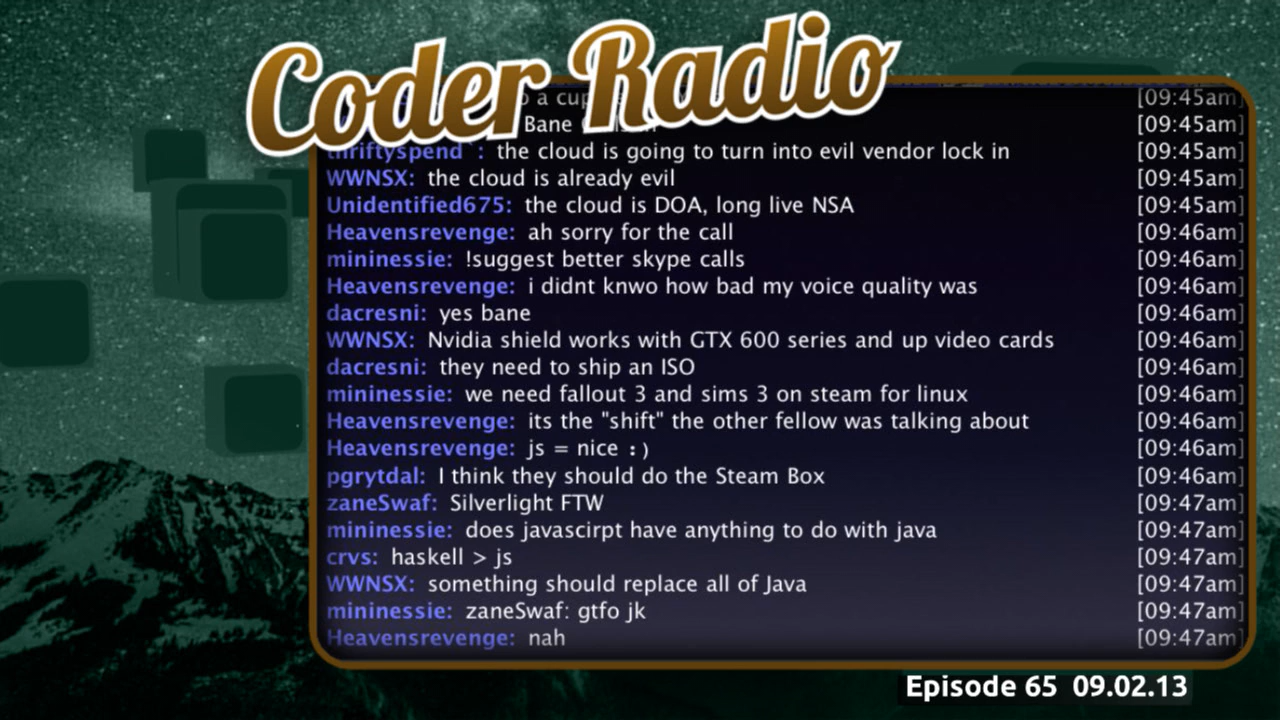 Coder Radio
a cup [09:45am]
Bane [09:45am]
thriftyspend`: the cloud is going to turn into evil vendor lock in [09:45am]
WWNSX: the cloud is already evil [09:45am]
Unidentified675: the cloud is DOA, long live NSA [09:45am]
Heavensrevenge: ah sorry for the call [09:46am]
mininessie: !suggest better skype calls [09:46am]
Heavensrevenge: i didnt knwo how bad my voice quality was [09:46am]
dacresni: yes bane [09:46am]
WWNSX: Nvidia shield works with GTX 600 series and up video cards [09:46am]
dacresni: they need to ship an ISO [09:46am]
mininessie: we need fallout 3 and sims 3 on steam for linux [09:46am]
Heavensrevenge: its the "shift" the other fellow was talking about [09:46am]
Heavensrevenge: js = nice :) [09:46am]
pgrytdal: I think they should do the Steam Box [09:46am]
zaneSwaf: Silverlight FTW [09:47am]
mininessie: does javascirpt have anything to do with java [09:47am]
crvs: haskell > js [09:47am]
WWNSX: something should replace all of Java [09:47am]
mininessie: zaneSwaf: gtfo jk [09:47am]
Heavensrevenge: nah [09:47am]
Episode 65 09.02.13